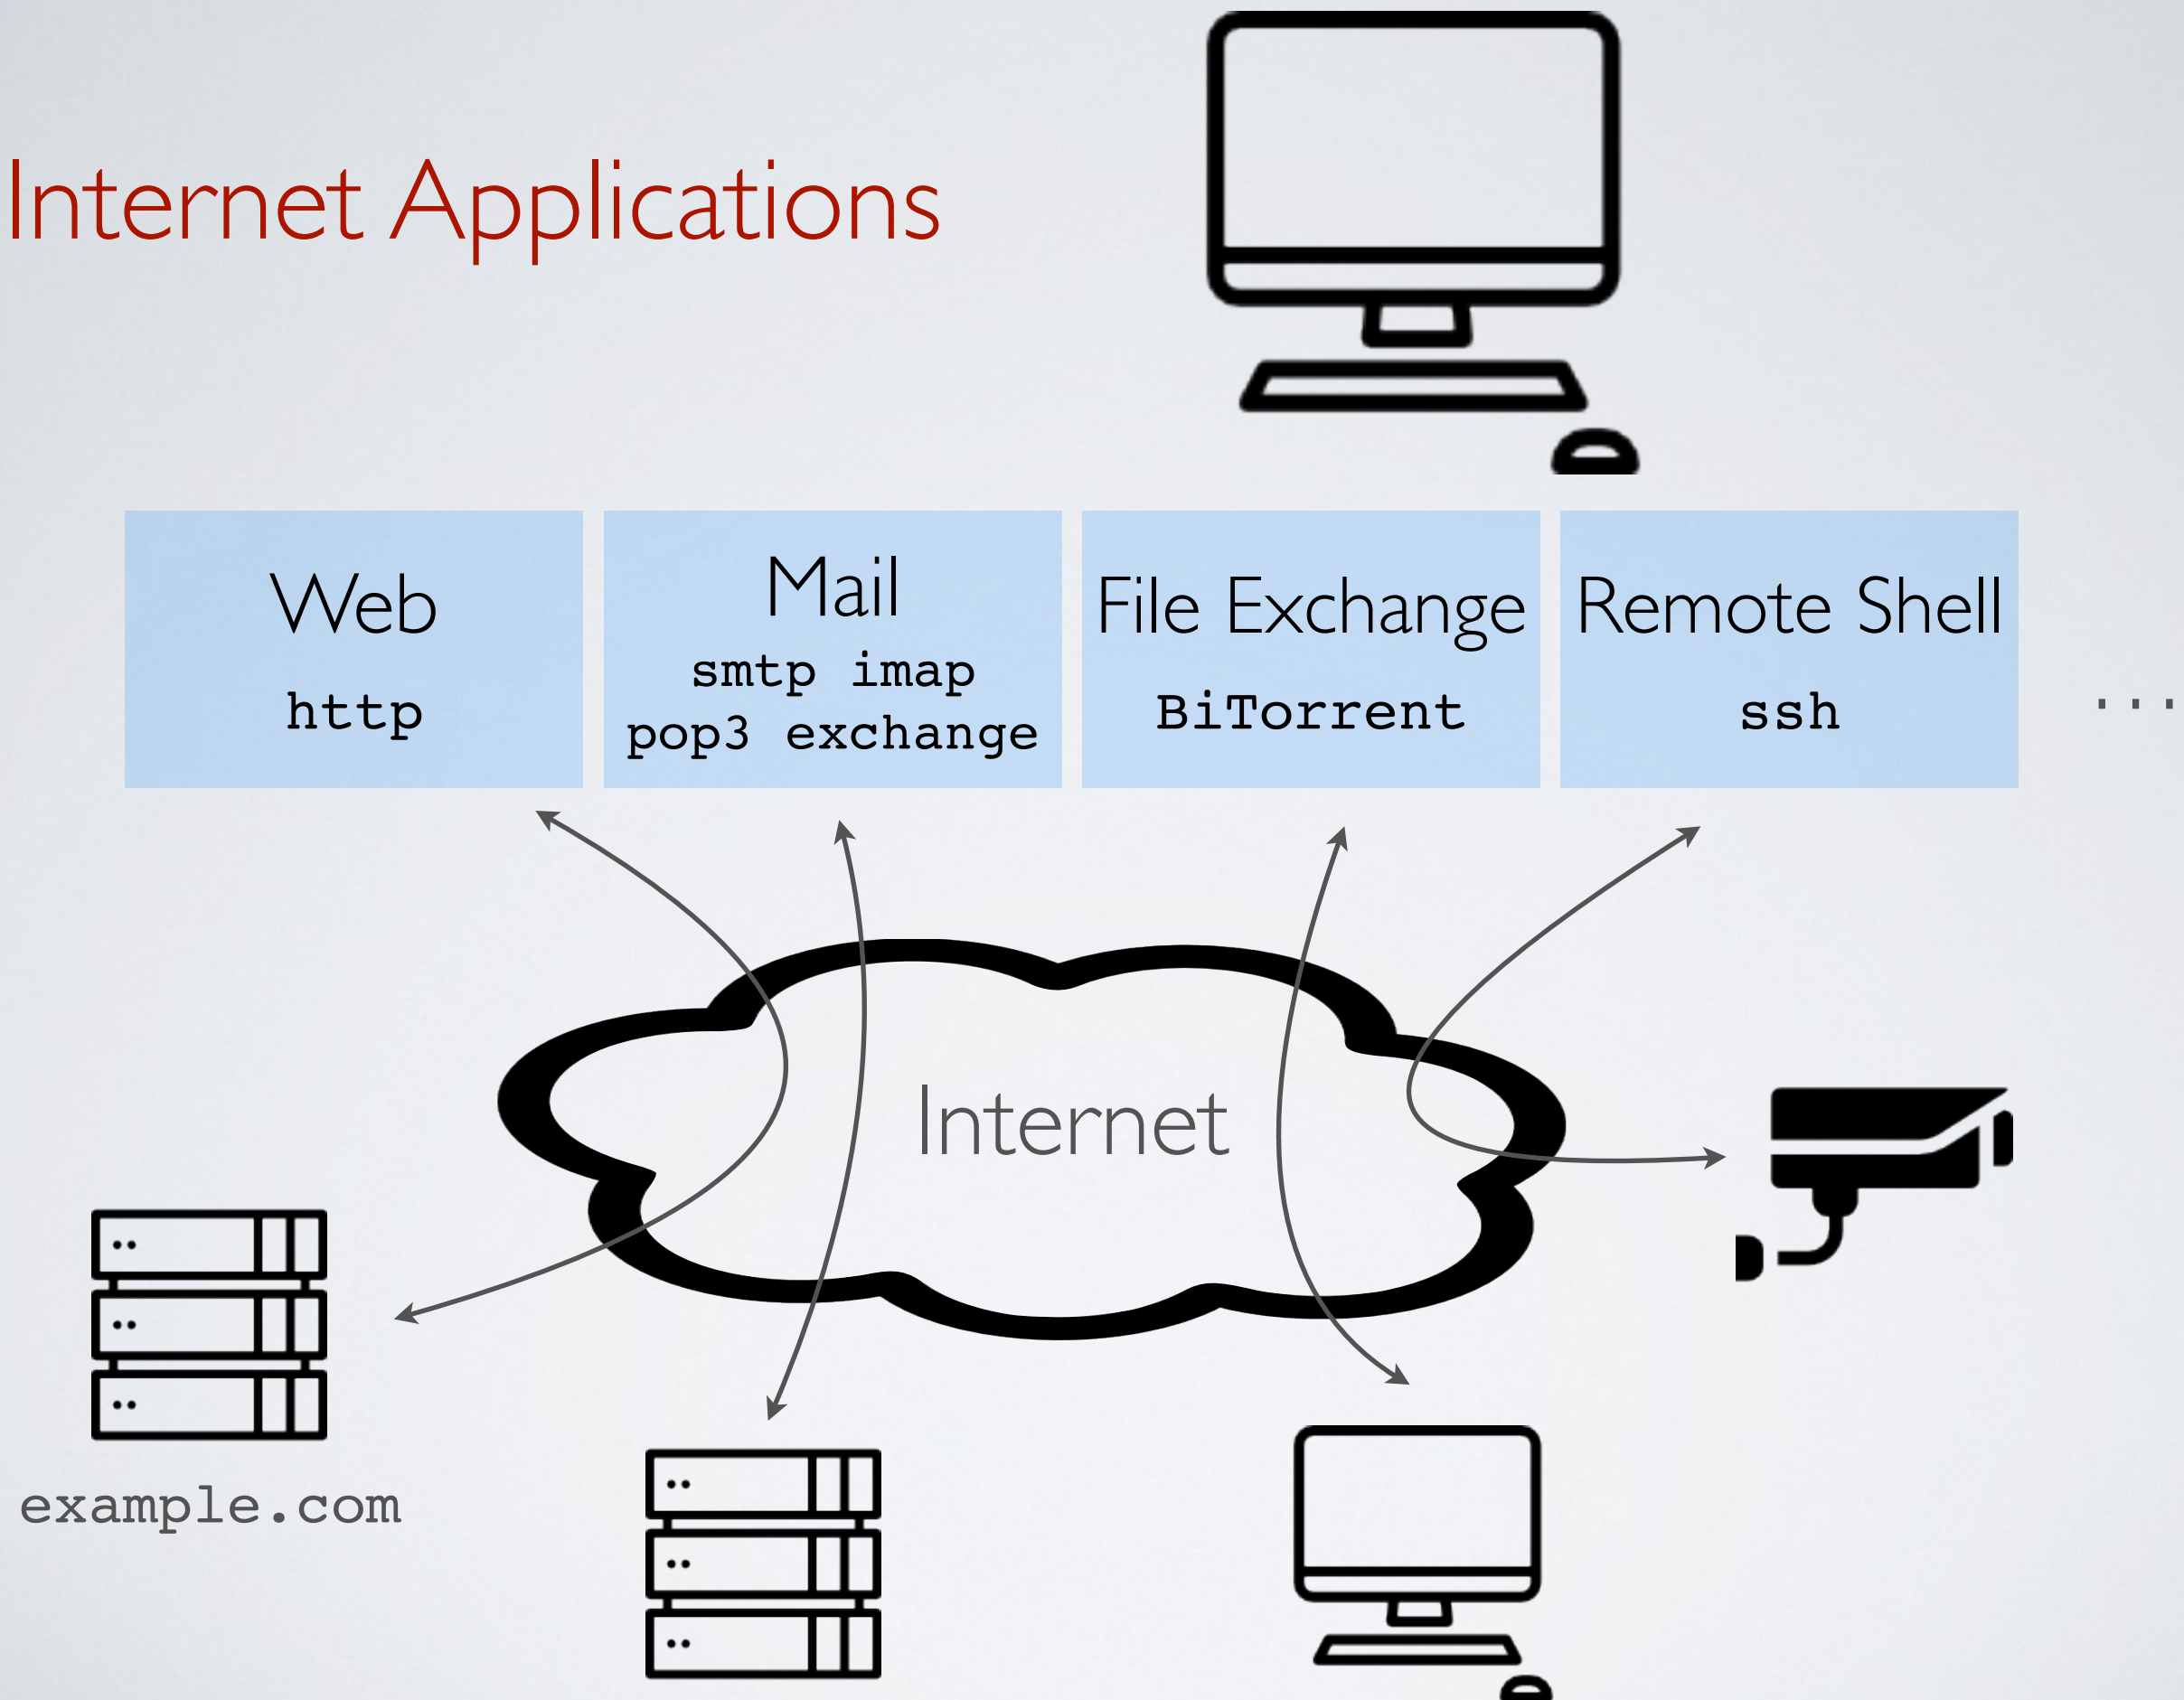 Internet Applications
Web
http
Mail
smtp imap
pop3 exchange
File Exchange
BiTorrent
Remote Shell
ssh
...
Internet
example.com